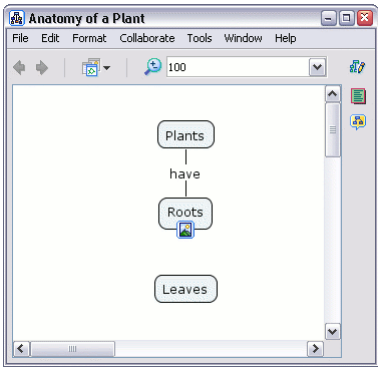 Anatomy of a Plant
File Edit Format Collaborate Tools Window Help
100
Plants
have
Roots
Leaves